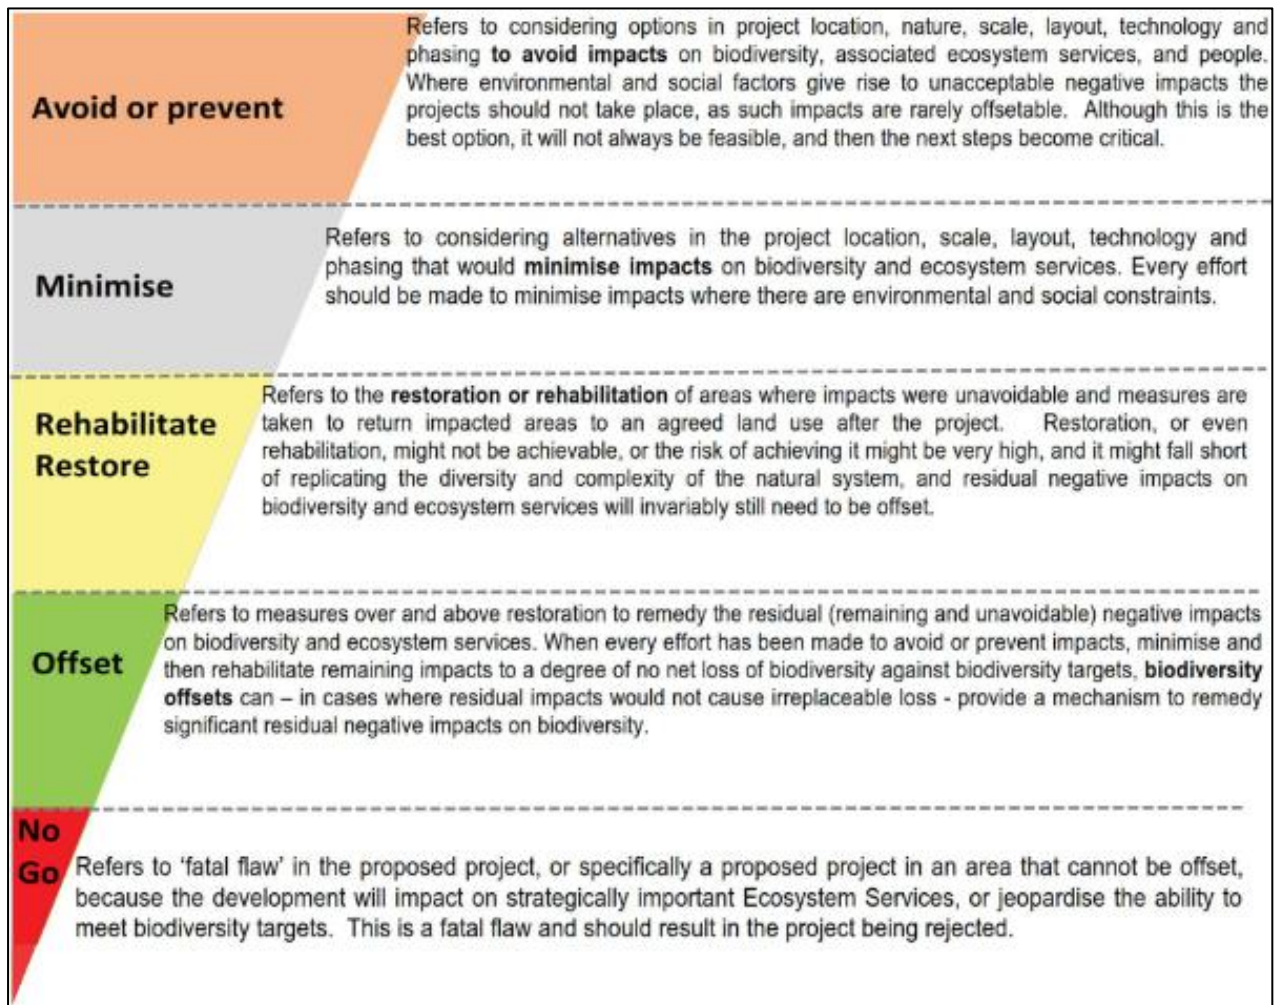 Refers to considering options in project location, nature, scale, layout, technology and
phasing to avoid impacts on biodiversity, associated ecosystem services, and people.
Where environmental and social factors give rise to unacceptable negative impacts the
projects should not take place, as such impacts are rarely offsetable. Although this is the
best option, it will not always be feasible, and then the next steps become critical.
Avoid or prevent
Refers to considering alternatives in the project location, scale, layout, technology and
phasing that would minimise impacts on biodiversity and ecosystem services. Every effort
should be made to minimise impacts where there are environmental and social constraints.
Minimise
Refers to the restoration or rehabilitation of areas where impacts were unavoidable and measures are
taken to return impacted areas to an agreed land use after the project. Restoration, or even
rehabilitation, might not be achievable, or the risk of achieving it might be very high, and it might fall short
of replicating the diversity and complexity of the natural system, and residual negative impacts on
biodiversity and ecosystem services will invariably still need to be offset.
Rehabilitate
Restore
Refers to measures over and above restoration to remedy the residual (remaining and unavoidable) negative impacts
on biodiversity and ecosystem services. When every effort has been made to avoid or prevent impacts, minimise and
then rehabilitate remaining impacts to a degree of no net loss of biodiversity against biodiversity targets, biodiversity
offsets can – in cases where residual impacts would not cause irreplaceable loss - provide a mechanism to remedy
significant residual negative impacts on biodiversity.
Offset
No
Go
Refers to ‘fatal flaw’ in the proposed project, or specifically a proposed project in an area that cannot be offset,
because the development will impact on strategically important Ecosystem Services, or jeopardise the ability to
meet biodiversity targets. This is a fatal flaw and should result in the project being rejected.